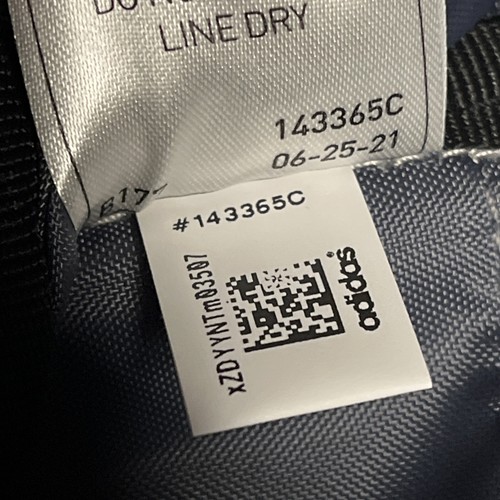 LINE DRY
143365C
06-25-21
#143365C
xZDYYNTm03507
adidas